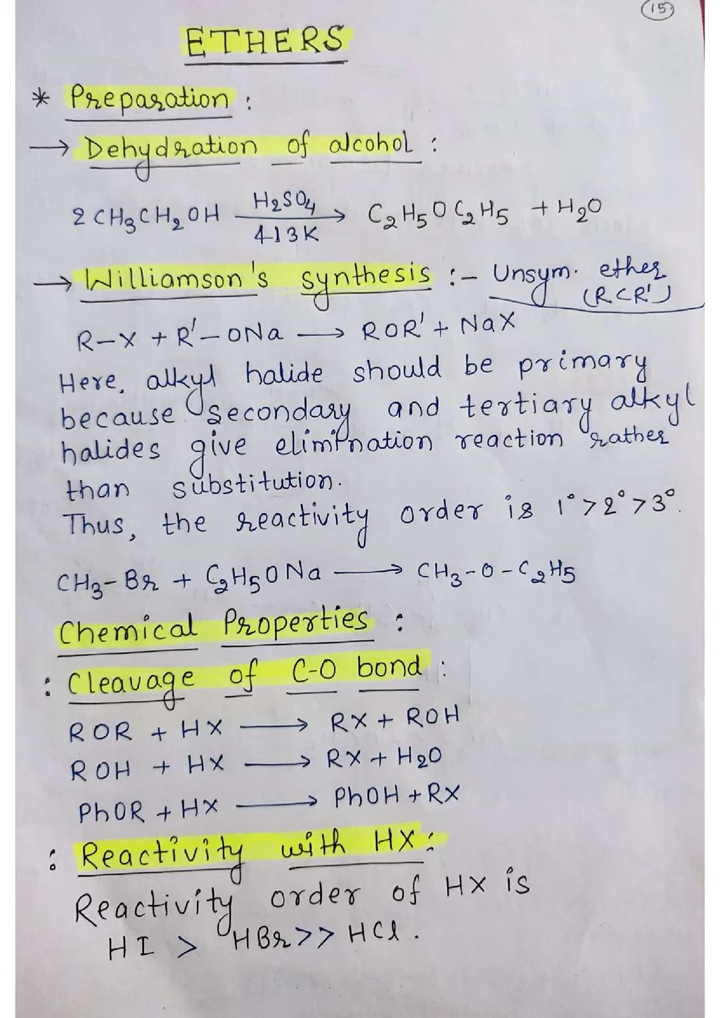 15
ETHERS
* Preparation :
→ Dehydration of alcohol :
2 CH₃CH₂OH —H₂SO₄ / 413K→ C₂H₅OC₂H₅ + H₂O
→ Williamson's synthesis :– Unsym. ether
(R<R')
R–X + R'–ONa ⟶ ROR' + NaX
Here, alkyl halide should be primary
because secondary and tertiary alkyl
halides give elimination reaction rather
than substitution.
Thus, the reactivity order is 1°>2°>3°.
CH₃–Br + C₂H₅ONa ⟶ CH₃–O–C₂H₅
Chemical Properties :
: Cleavage of C-O bond :
ROR + HX ⟶ RX + ROH
ROH + HX ⟶ RX + H₂O
PhOR + HX ⟶ PhOH + RX
: Reactivity with HX :
Reactivity order of HX is
HI > HBr >> HCl .